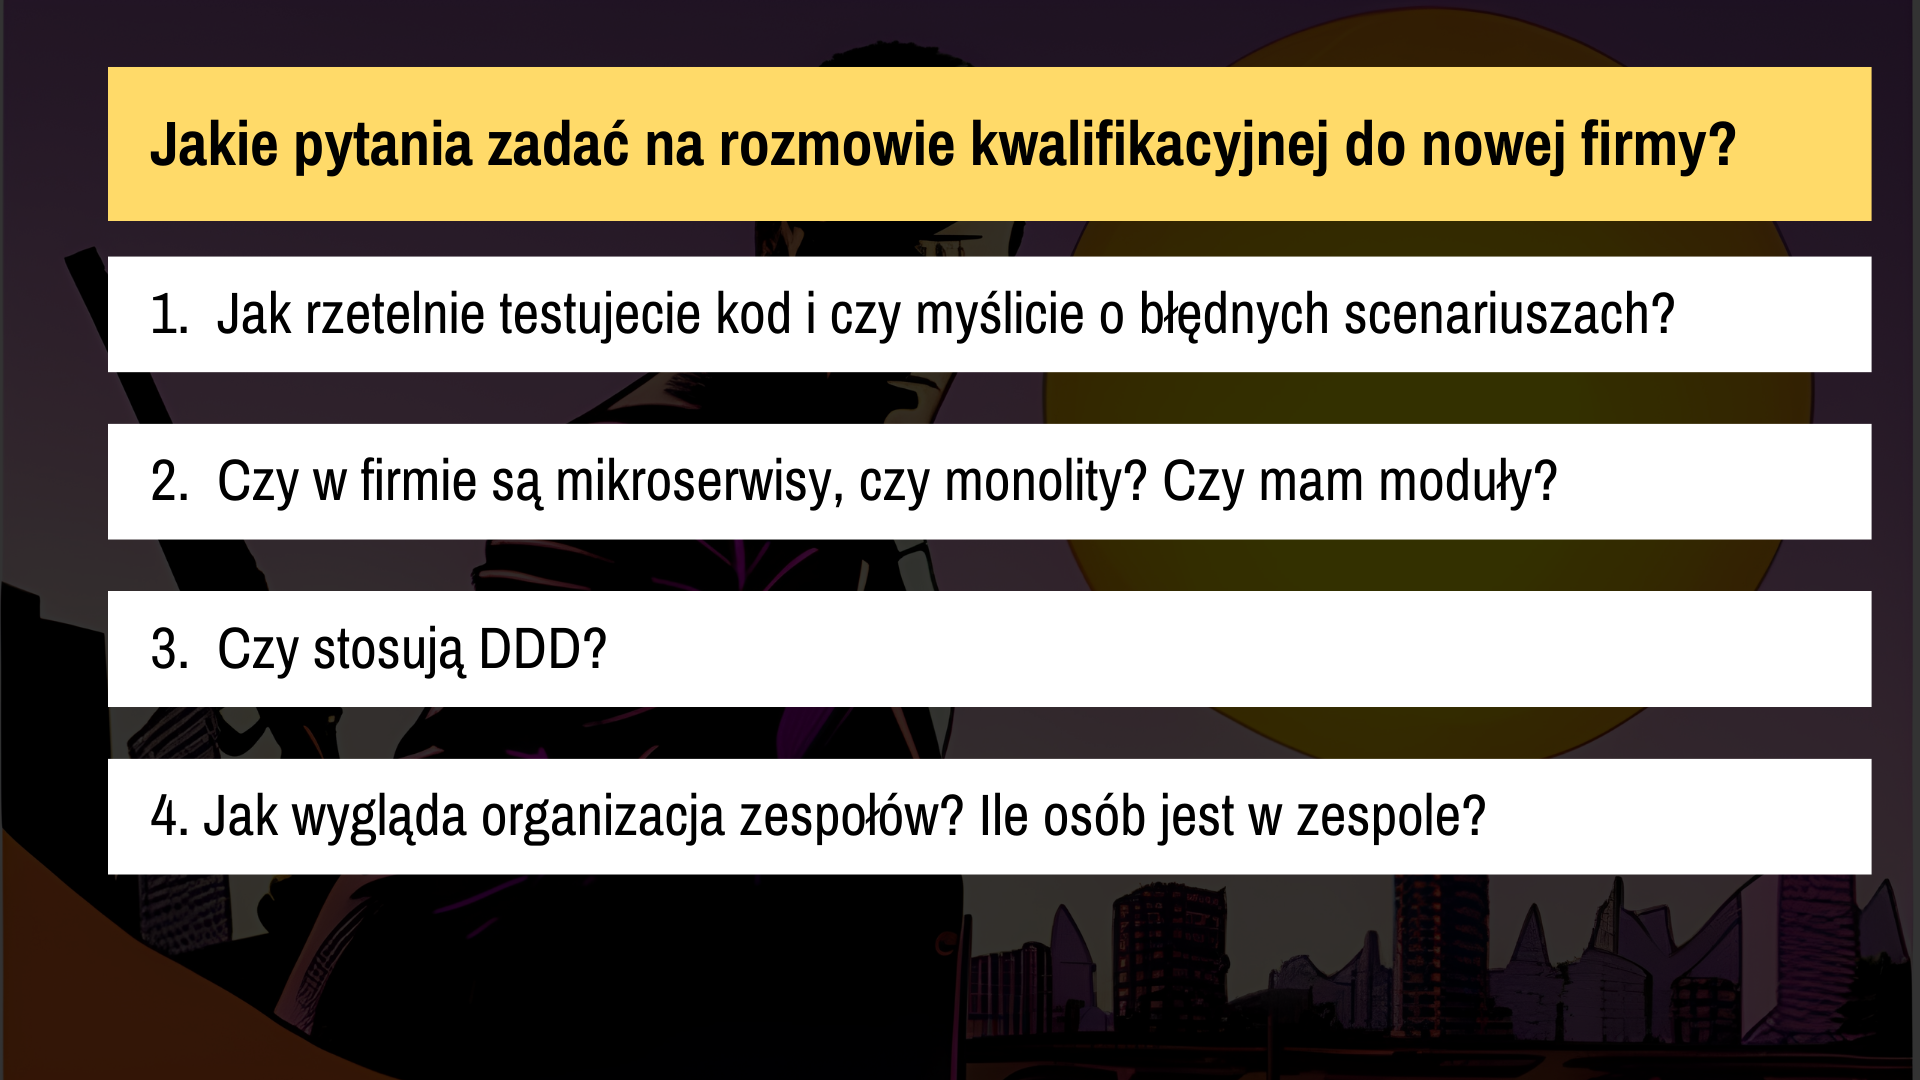 Jakie pytania zadać na rozmowie kwalifikacyjnej do nowej firmy?
1. Jak rzetelnie testujecie kod i czy myślicie o błędnych scenariuszach?
2. Czy w firmie są mikroserwisy, czy monolity? Czy mam moduły?
3. Czy stosują DDD?
4. Jak wygląda organizacja zespołów? Ile osób jest w zespole?